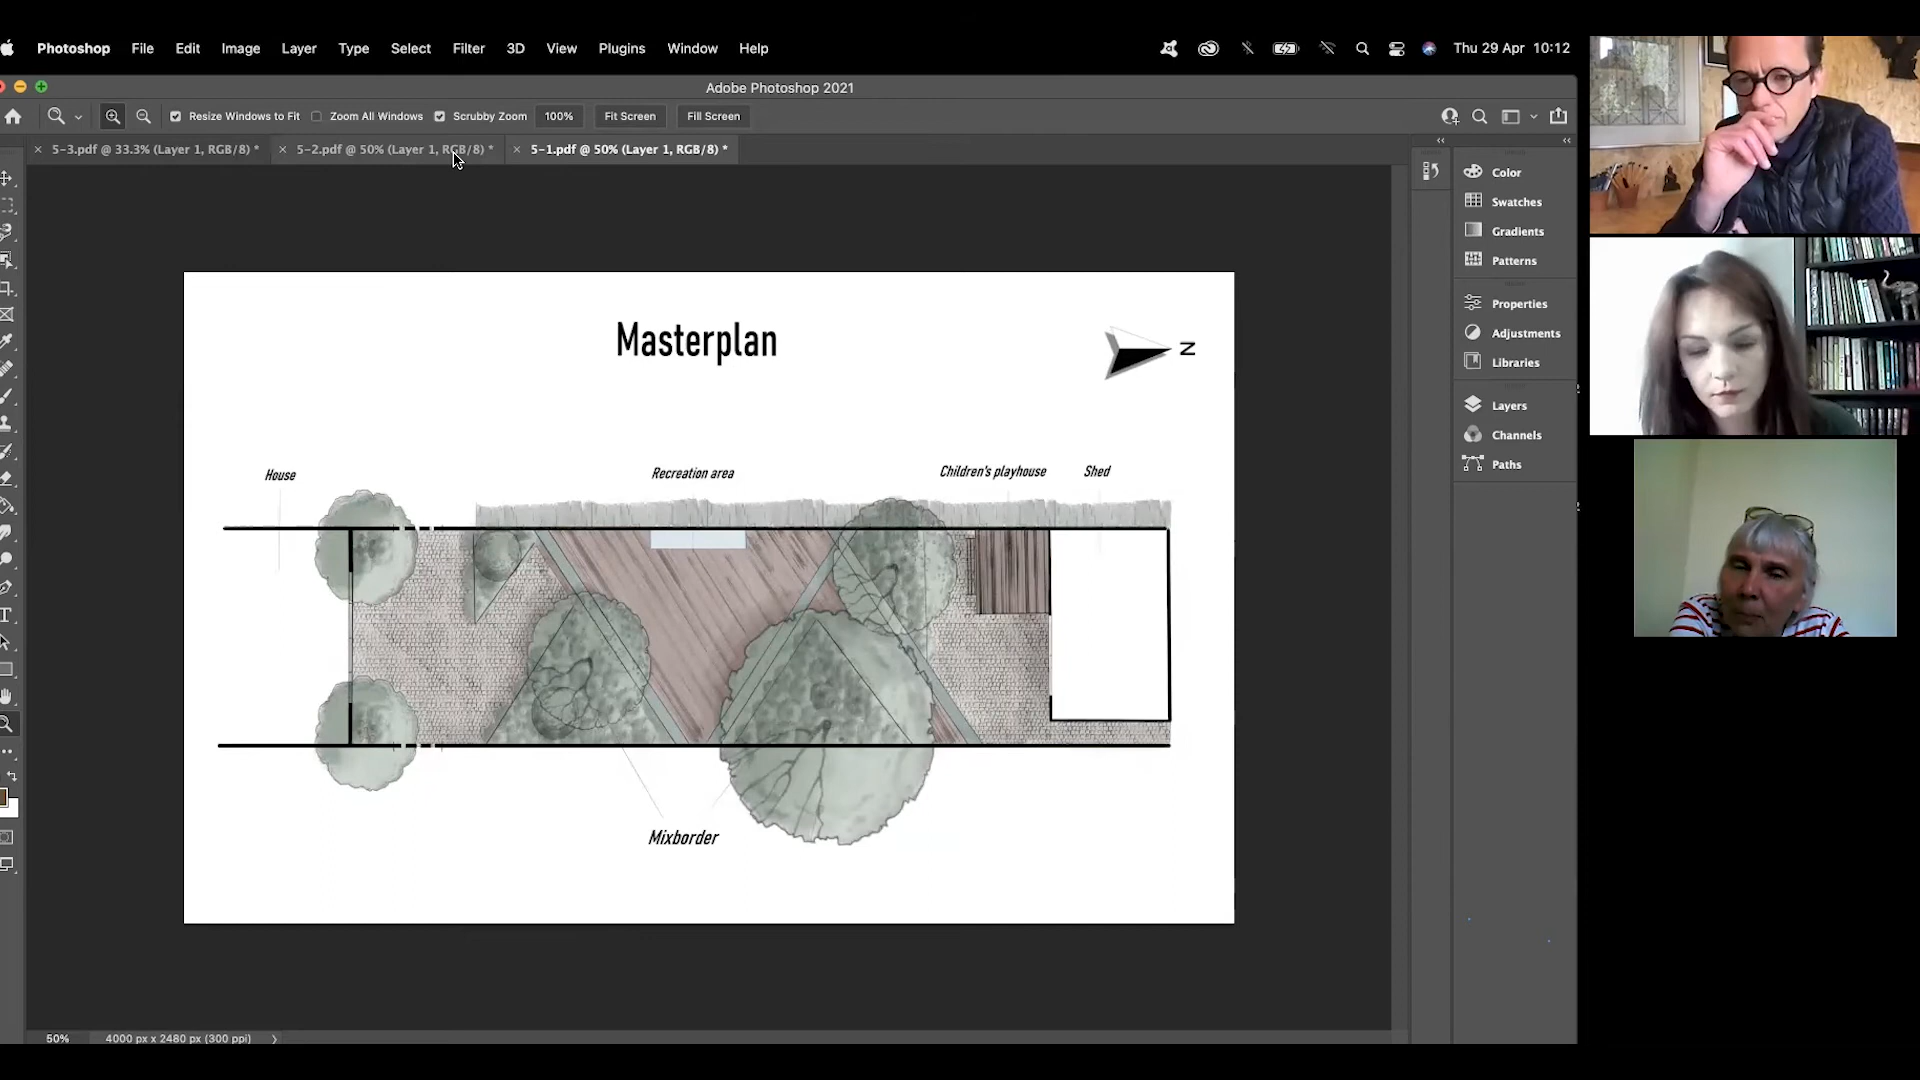 Photoshop File Edit Image Layer Type Select Filter 3D View Plugins Window Help Thu 29 Apr 10:12
Adobe Photoshop 2021
Resize Windows to Fit Zoom All Windows Scrubby Zoom 100% Fit Screen Fill Screen
× 5-3.pdf @ 33.3% (Layer 1, RGB/8) * × 5-2.pdf @ 50% (Layer 1, RGB/8) * × 5-1.pdf @ 50% (Layer 1, RGB/8) *
Color
Swatches
Gradients
Patterns
Properties
Adjustments
Libraries
Layers
Channels
Paths
Masterplan
N
House
Recreation area
Children's playhouse
Shed
Mixborder
50% 4000 px x 2480 px (300 ppi)